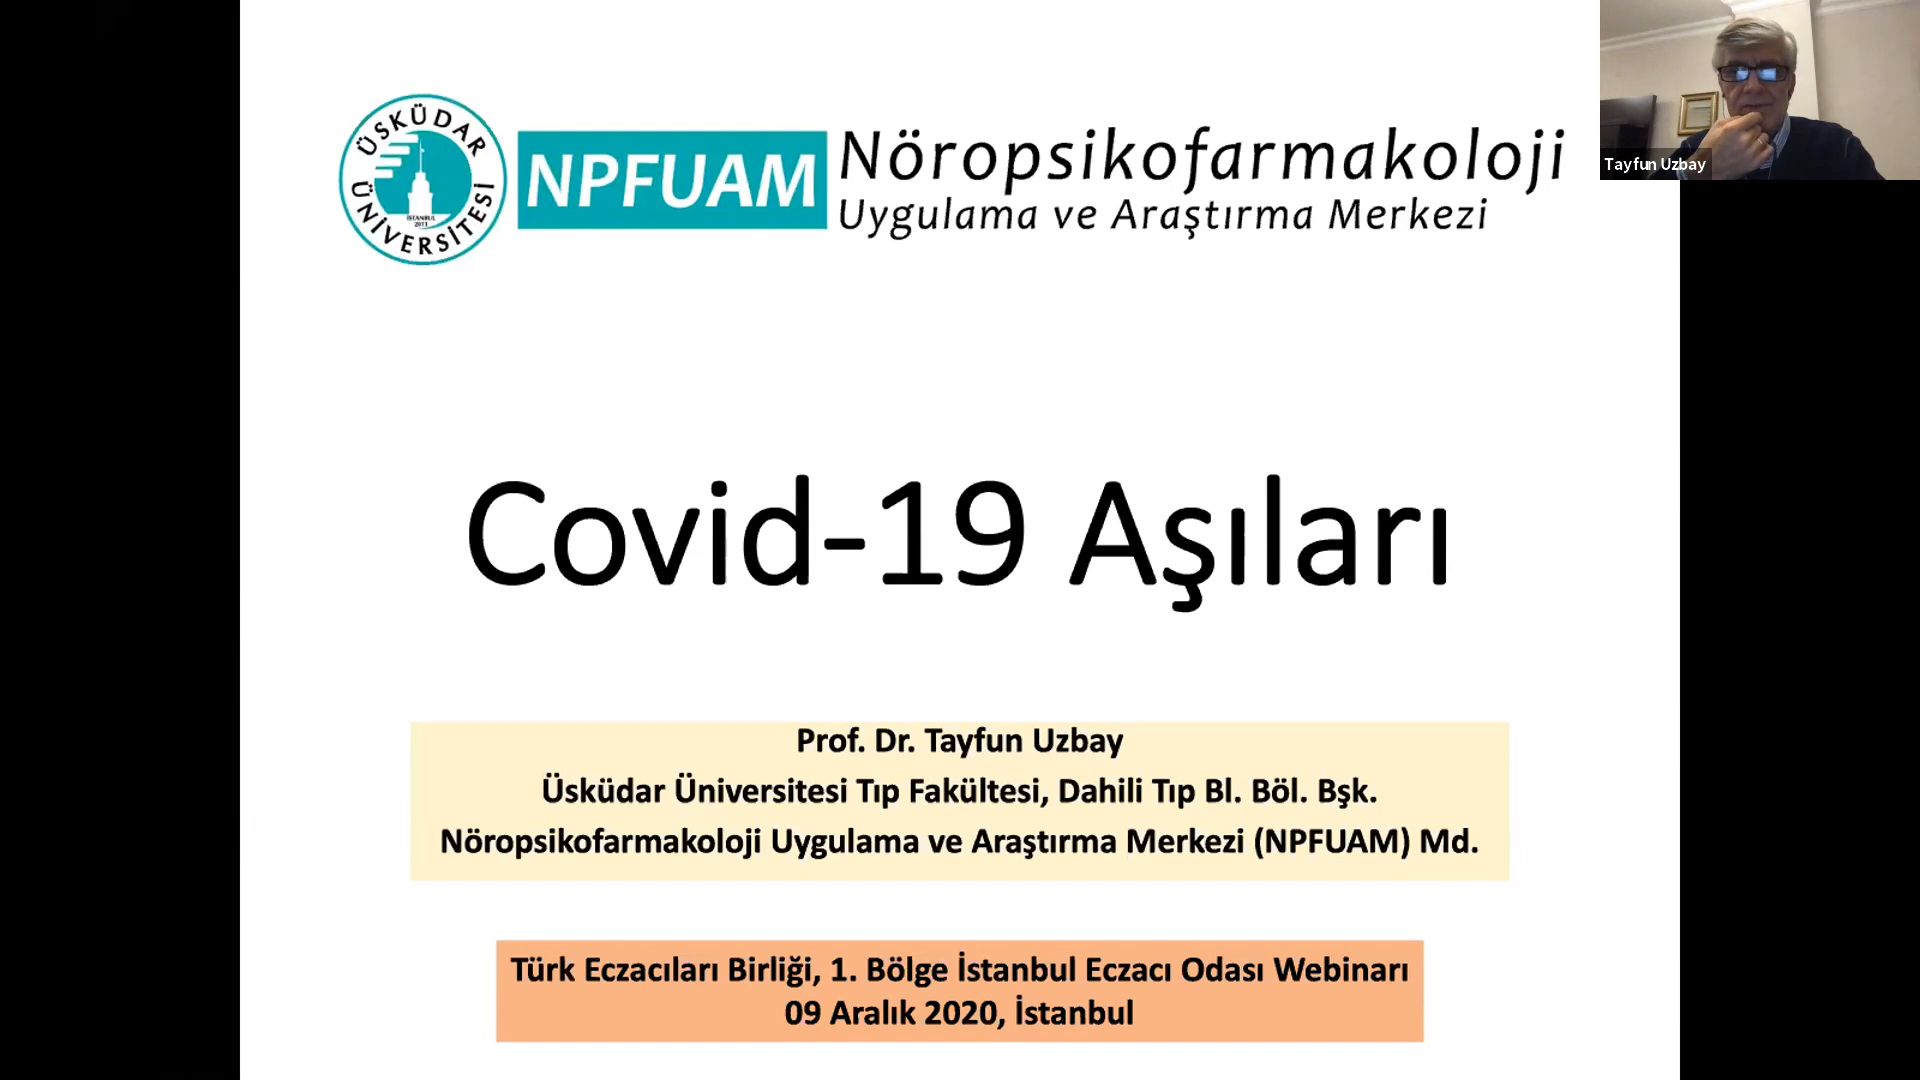 ÜSKÜDAR
ÜNİVERSİTESİ
İSTANBUL
2011
NPFUAM
Nöropsikofarmakoloji
Uygulama ve Araştırma Merkezi
Tayfun Uzbay
Covid-19 Aşıları
Prof. Dr. Tayfun Uzbay
Üsküdar Üniversitesi Tıp Fakültesi, Dahili Tıp Bl. Böl. Bşk.
Nöropsikofarmakoloji Uygulama ve Araştırma Merkezi (NPFUAM) Md.
Türk Eczacıları Birliği, 1. Bölge İstanbul Eczacı Odası Webinarı
09 Aralık 2020, İstanbul